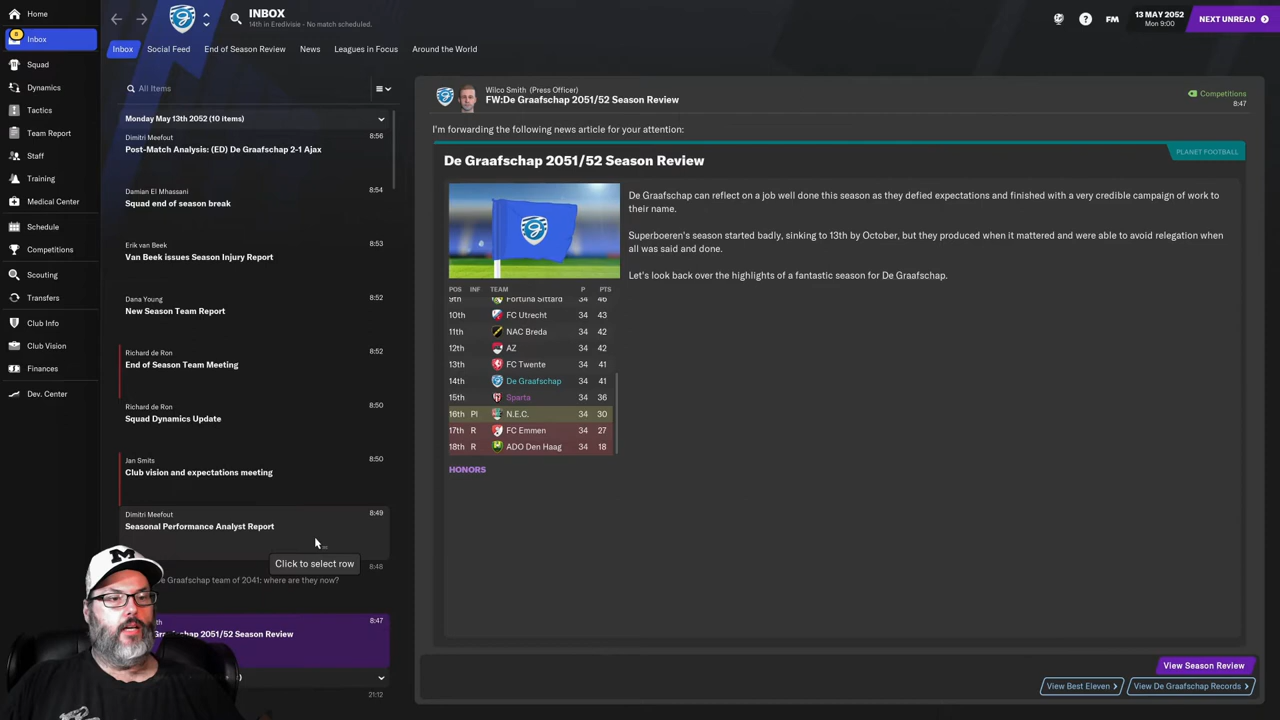 Home
Inbox
8
Squad
Dynamics
Tactics
Team Report
Staff
Training
Medical Center
Schedule
Competitions
Scouting
Transfers
Club Info
Club Vision
Finances
Dev. Center
INBOX
14th in Eredivisie - No match scheduled.
FM
13 MAY 2052
Mon 9:00
NEXT UNREAD
Inbox
Social Feed
End of Season Review
News
Leagues in Focus
Around the World
All Items
Monday May 13th 2052 (10 items)
Dimitri Meefout 8:56
Post-Match Analysis: (ED) De Graafschap 2-1 Ajax
Damian El Mhassani 8:54
Squad end of season break
Erik van Beek 8:53
Van Beek issues Season Injury Report
Dana Young 8:52
New Season Team Report
Richard de Ron 8:52
End of Season Team Meeting
Richard de Ron 8:50
Squad Dynamics Update
Jan Smits 8:50
Club vision and expectations meeting
Dimitri Meefout 8:49
Seasonal Performance Analyst Report
Click to select row
8:48
e Graafschap team of 2041: where are they now?
th 8:47
afschap 2051/52 Season Review
)
21:12
Wilco Smith (Press Officer)
FW:De Graafschap 2051/52 Season Review
Competitions
8:47
I'm forwarding the following news article for your attention:
De Graafschap 2051/52 Season Review
PLANET FOOTBALL
De Graafschap can reflect on a job well done this season as they defied expectations and finished with a very credible campaign of work to
their name.
Superboeren's season started badly, sinking to 13th by October, but they produced when it mattered and were able to avoid relegation when
all was said and done.
Let's look back over the highlights of a fantastic season for De Graafschap.
POS INF TEAM P PTS
9th Fortuna Sittard 34 46
10th FC Utrecht 34 43
11th NAC Breda 34 42
12th AZ 34 42
13th FC Twente 34 41
14th De Graafschap 34 41
15th Sparta 34 36
16th Pl N.E.C. 34 30
17th R FC Emmen 34 27
18th R ADO Den Haag 34 18
HONORS
View Season Review
View Best Eleven
View De Graafschap Records